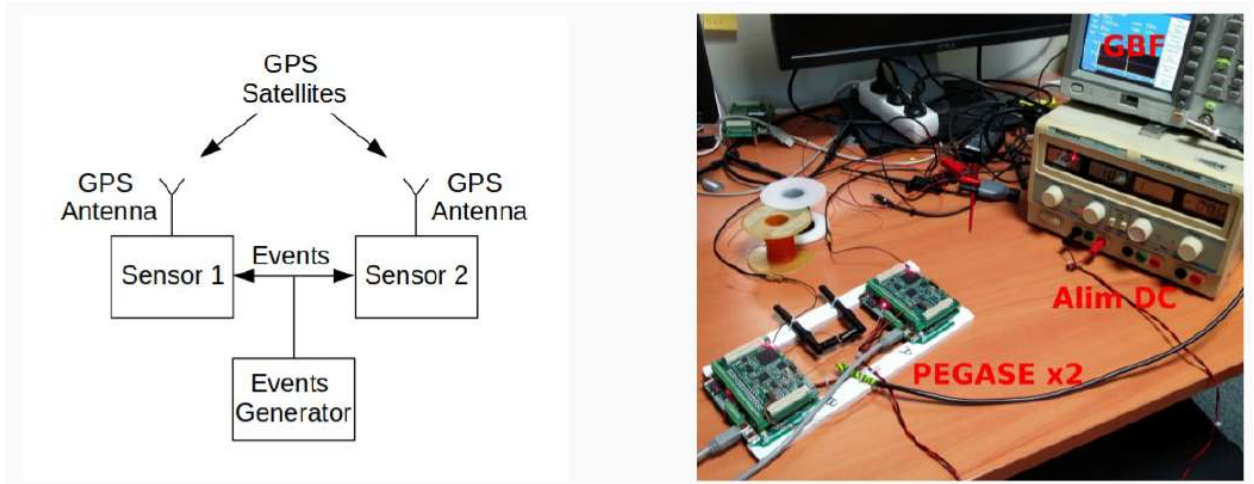 GPS
Satellites
GPS
Antenna
GPS
Antenna
Sensor 1
Events
Sensor 2
Events
Generator
GBF
Alim DC
PEGASE x2
A
B